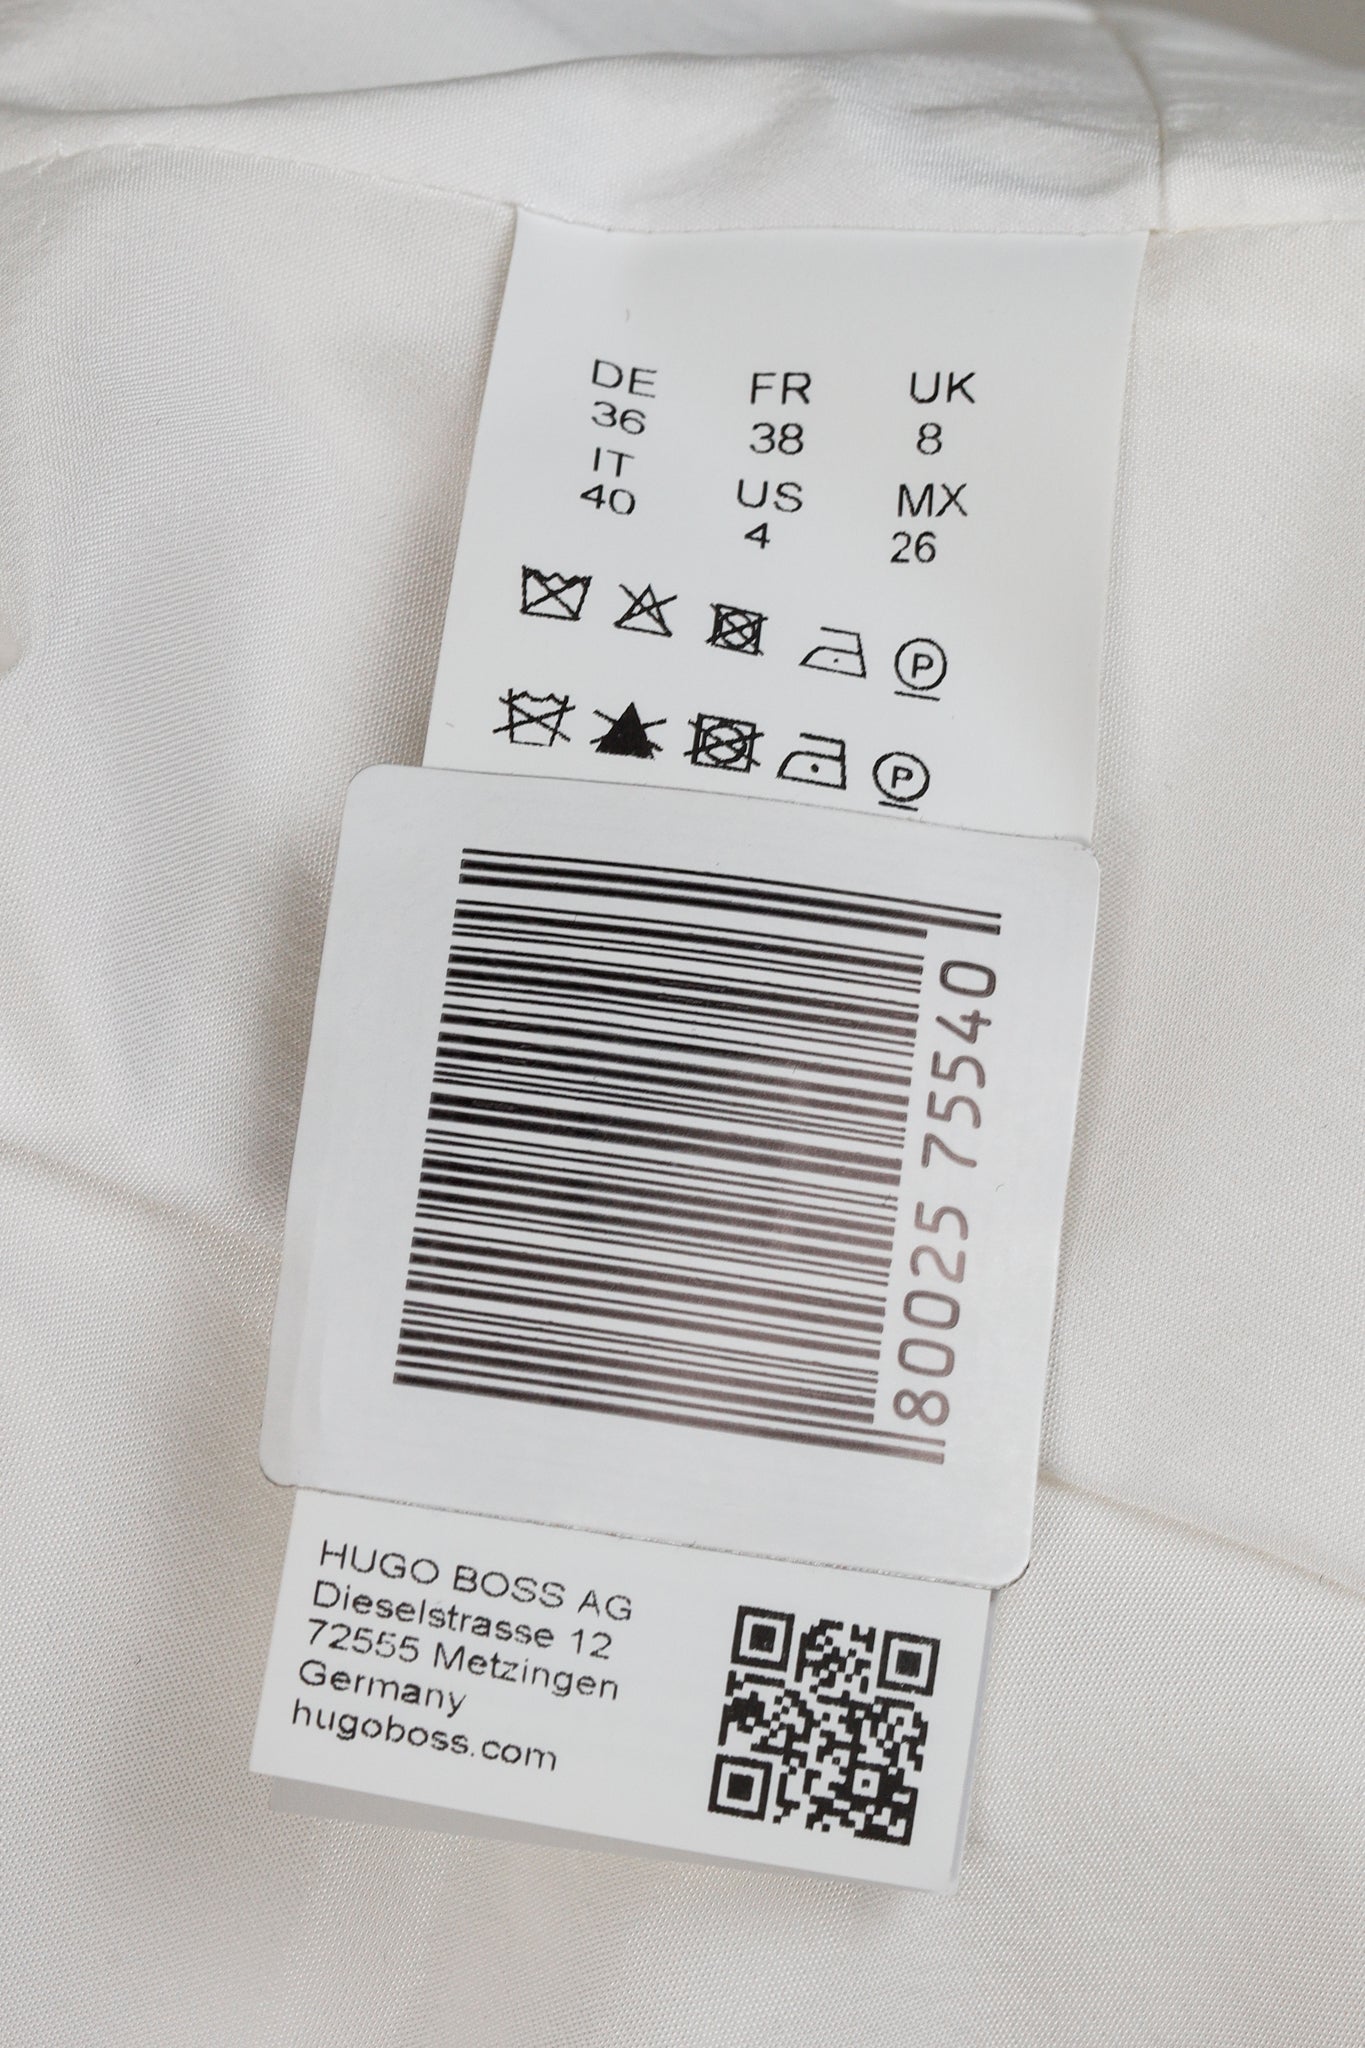 DE FR UK
36 38 8
IT US MX
40 4 26
P
P
80025 75540
HUGO BOSS AG
Dieselstrasse 12
72555 Metzingen
Germany
hugoboss.com